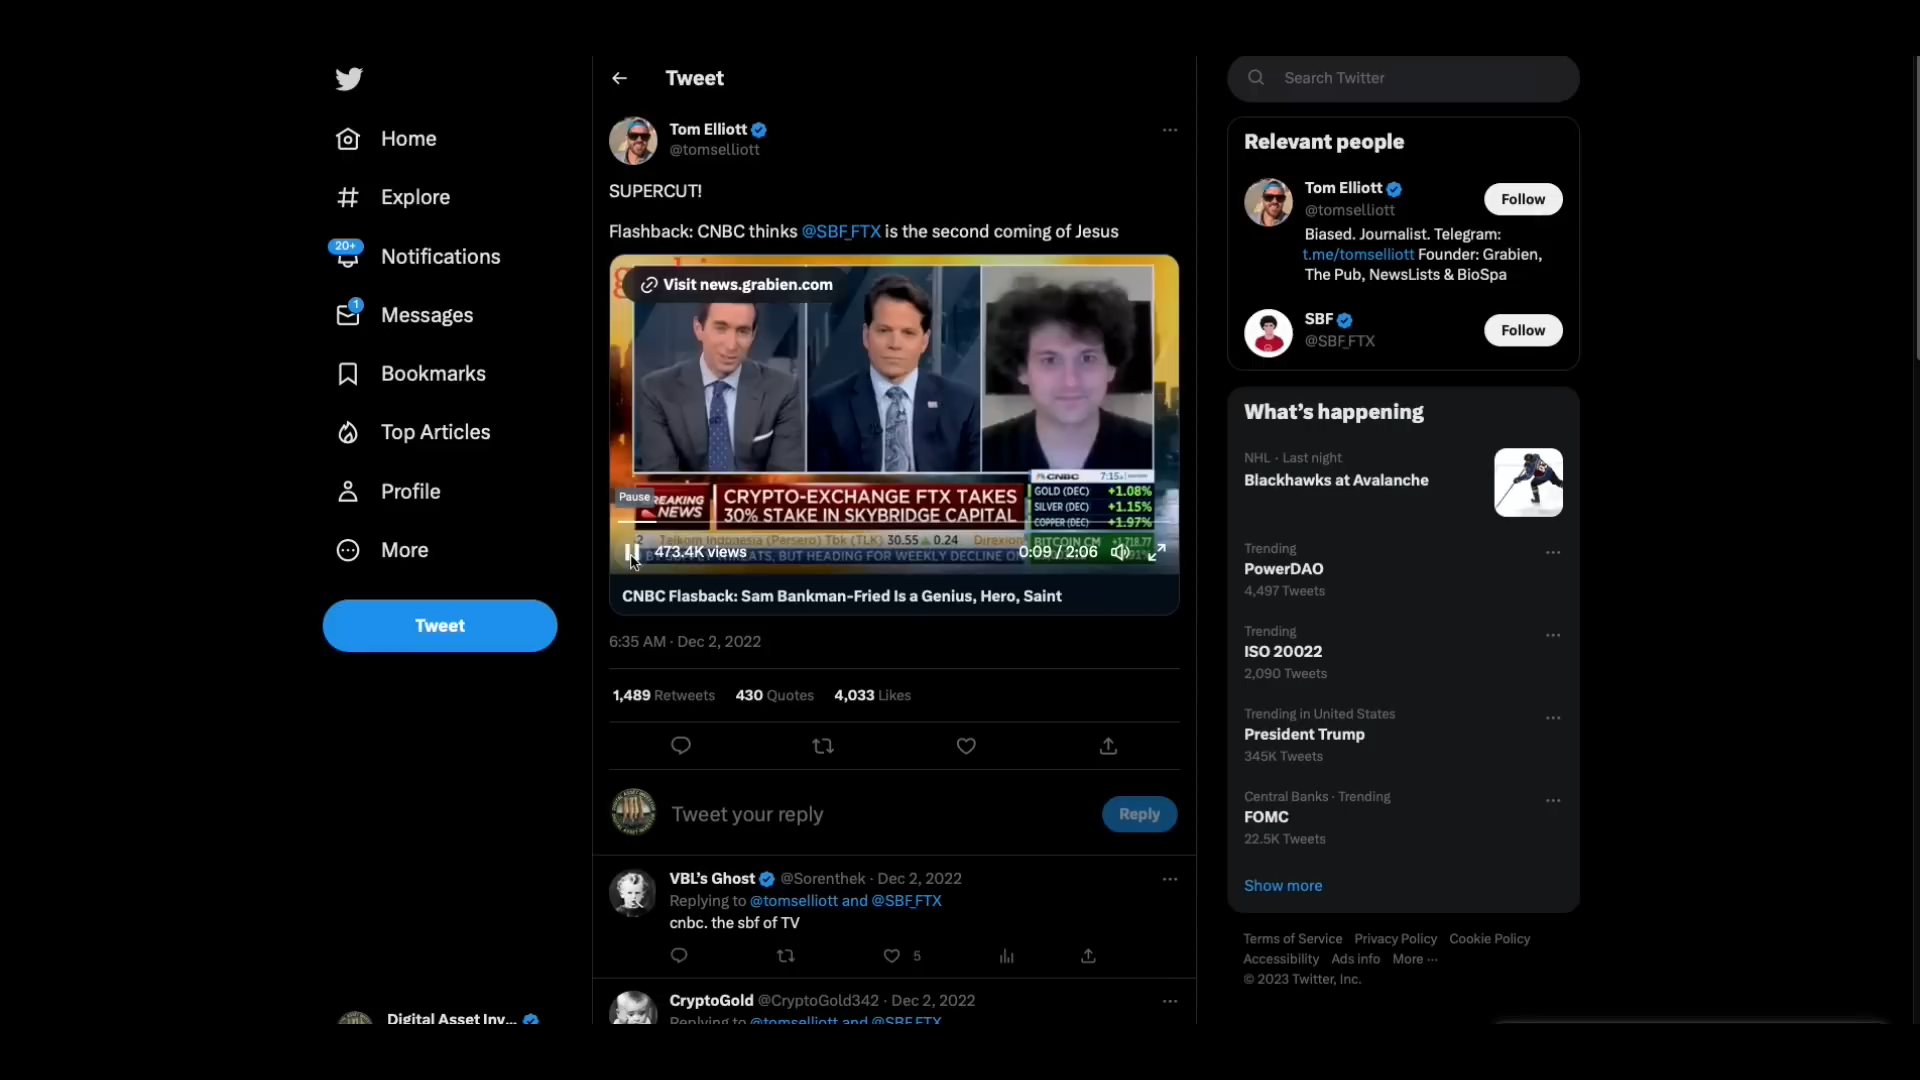 Home
Explore
20+
Notifications
1
Messages
Bookmarks
Top Articles
Profile
More
Tweet
Digital Asset Inv...
Tweet
Tom Elliott
@tomselliott
SUPERCUT!
Flashback: CNBC thinks @SBF_FTX is the second coming of Jesus
Visit news.grabien.com
CNBC
GOLD (DEC) +1.08%
SILVER (DEC) +1.15%
COPPER (DEC) +1.97%
Pause
BREAKING
NEWS
CRYPTO-EXCHANGE FTX TAKES
30% STAKE IN SKYBRIDGE CAPITAL
Telkom Indonesia (Persero) Tbk (TLK) 30.55 ▲ 0.24
BUT HEADING FOR WEEKLY DECLINE
473.4K views
0:09 / 2:06
CNBC Flasback: Sam Bankman-Fried Is a Genius, Hero, Saint
6:35 AM · Dec 2, 2022
1,489 Retweets 430 Quotes 4,033 Likes
Tweet your reply
Reply
VBL's Ghost @Sorenthek · Dec 2, 2022
Replying to @tomselliott and @SBF_FTX
cnbc. the sbf of TV
5
CryptoGold @CryptoGold342 · Dec 2, 2022
Replying to @tomselliott and @SBF_FTX
Search Twitter
Relevant people
Tom Elliott
@tomselliott
Follow
Biased. Journalist. Telegram:
t.me/tomselliott Founder: Grabien,
The Pub, NewsLists & BioSpa
SBF
@SBF_FTX
Follow
What's happening
NHL · Last night
Blackhawks at Avalanche
Trending
PowerDAO
4,497 Tweets
Trending
ISO 20022
2,090 Tweets
Trending in United States
President Trump
345K Tweets
Central Banks · Trending
FOMC
22.5K Tweets
Show more
Terms of Service Privacy Policy Cookie Policy
Accessibility Ads info More ···
© 2023 Twitter, Inc.